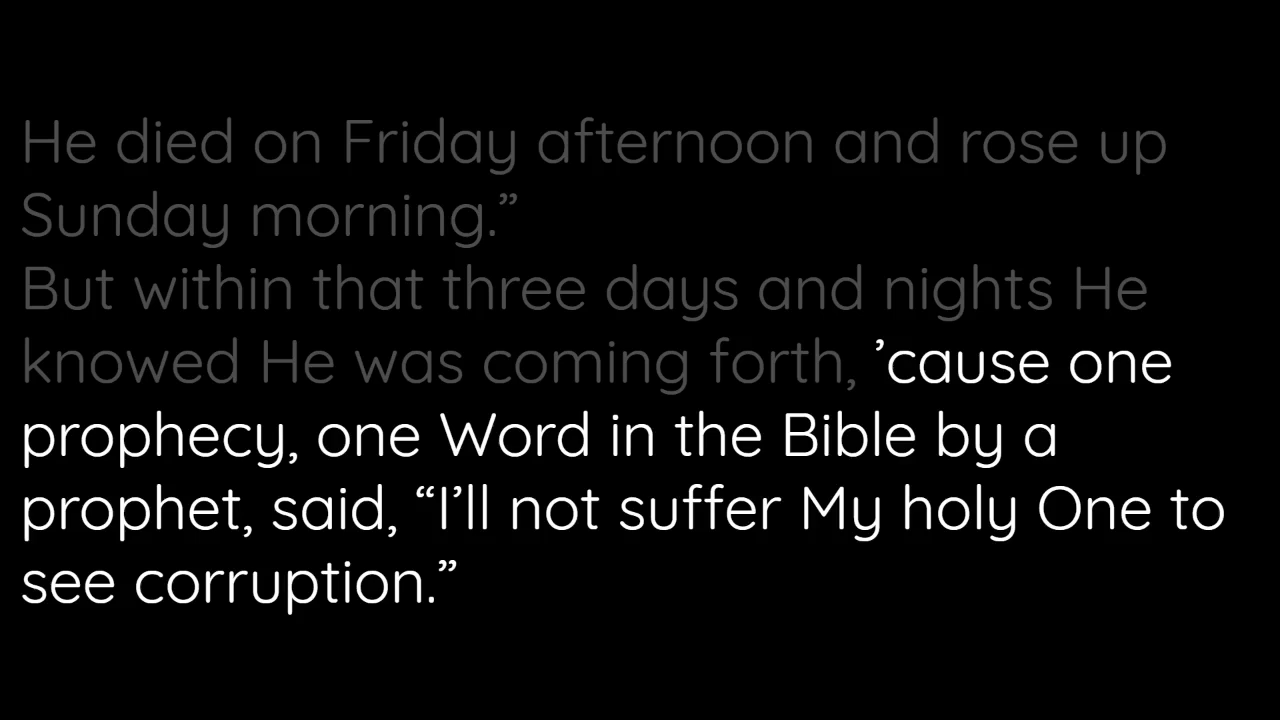 He died on Friday afternoon and rose up
Sunday morning.”
But within that three days and nights He
knowed He was coming forth, ’cause one
prophecy, one Word in the Bible by a
prophet, said, “I’ll not suffer My holy One to
see corruption.”